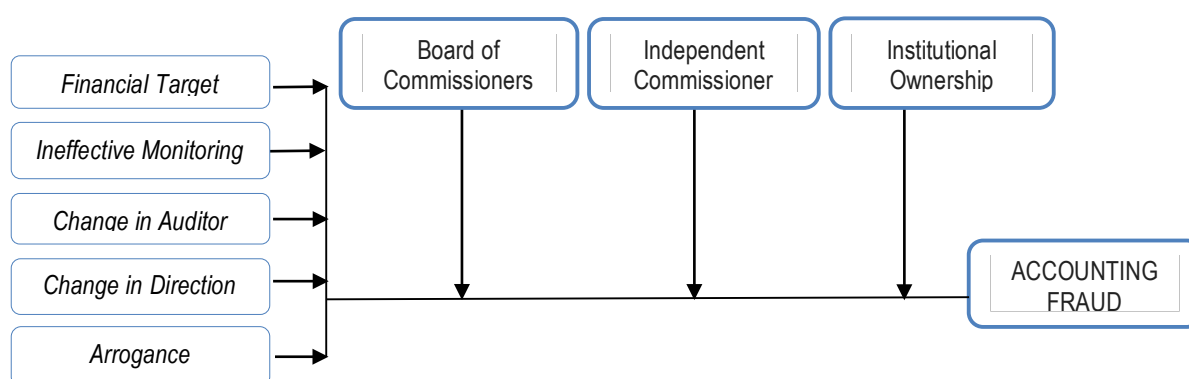 Board of
Commissioners
Independent
Commissioner
Institutional
Ownership
Financial Target
Ineffective Monitoring
Change in Auditor
Change in Direction
Arrogance
ACCOUNTING
FRAUD